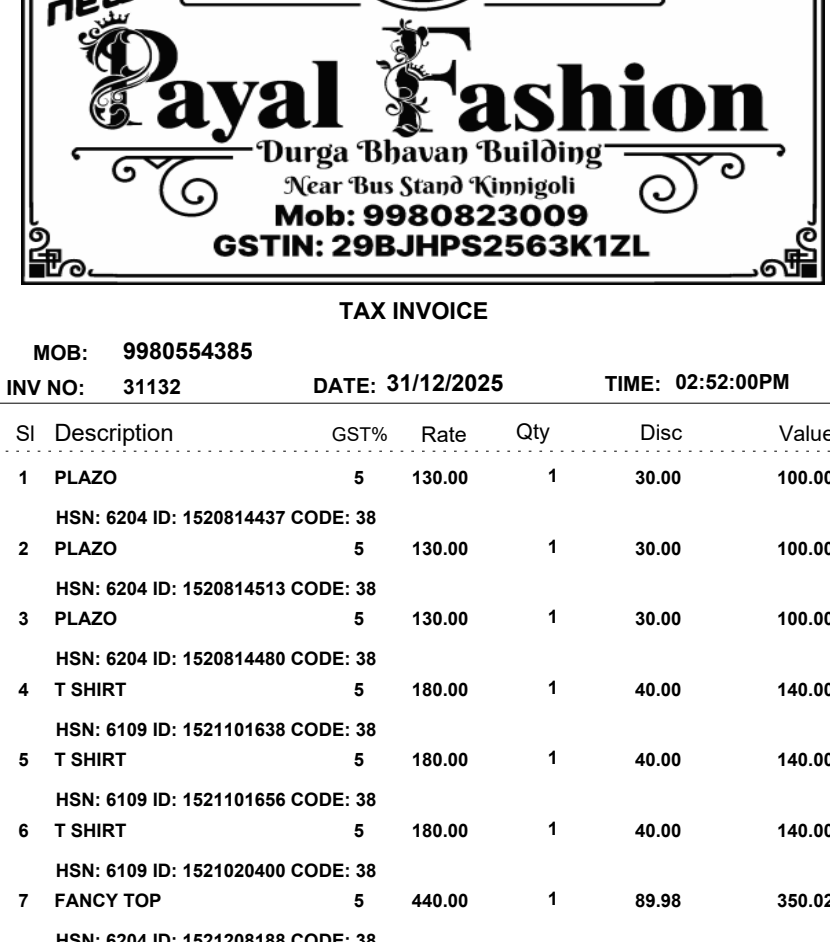 new
Payal Fashion
Durga Bhavan Building
Near Bus Stand Kinnigoli
Mob: 9980823009
GSTIN: 29BJHPS2563K1ZL
TAX INVOICE
MOB: 9980554385
INV NO: 31132 DATE: 31/12/2025 TIME: 02:52:00PM
Sl Description GST% Rate Qty Disc Value
1 PLAZO 5 130.00 1 30.00 100.00
HSN: 6204 ID: 1520814437 CODE: 38
2 PLAZO 5 130.00 1 30.00 100.00
HSN: 6204 ID: 1520814513 CODE: 38
3 PLAZO 5 130.00 1 30.00 100.00
HSN: 6204 ID: 1520814480 CODE: 38
4 T SHIRT 5 180.00 1 40.00 140.00
HSN: 6109 ID: 1521101638 CODE: 38
5 T SHIRT 5 180.00 1 40.00 140.00
HSN: 6109 ID: 1521101656 CODE: 38
6 T SHIRT 5 180.00 1 40.00 140.00
HSN: 6109 ID: 1521020400 CODE: 38
7 FANCY TOP 5 440.00 1 89.98 350.02
HSN: 6204 ID: 1521208188 CODE: 38